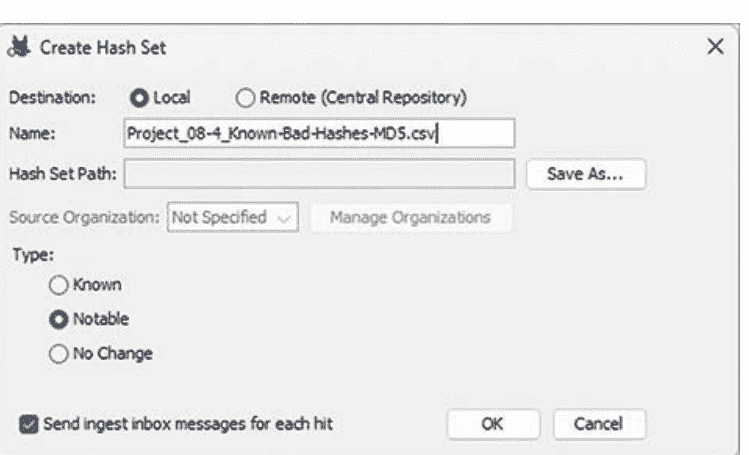 Create Hash Set
Destination: Local Remote (Central Repository)
Name: Project_08-4_Known-Bad-Hashes-MD5.csv
Hash Set Path: Save As...
Source Organization: Not Specified Manage Organizations
Type:
Known
Notable
No Change
Send ingest inbox messages for each hit OK Cancel